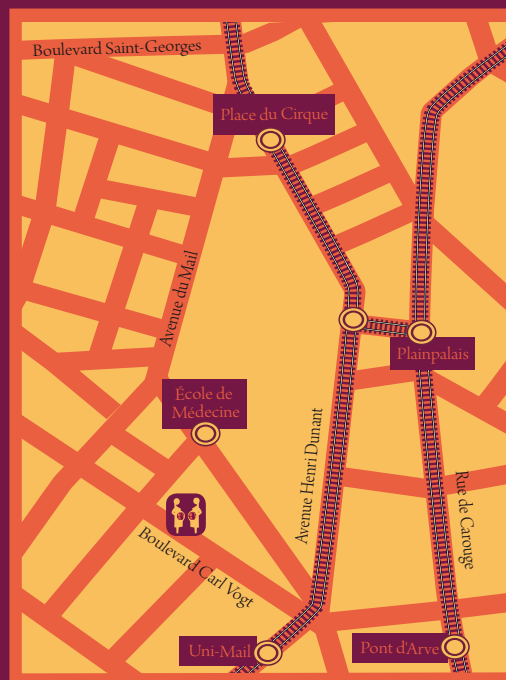 Boulevard Saint-Georges
Place du Cirque
Avenue du Mail
Plainpalais
École de
Médecine
Avenue Henri Dunant
Rue de Carouge
Boulevard Carl Vogt
Uni-Mail
Pont d'Arve